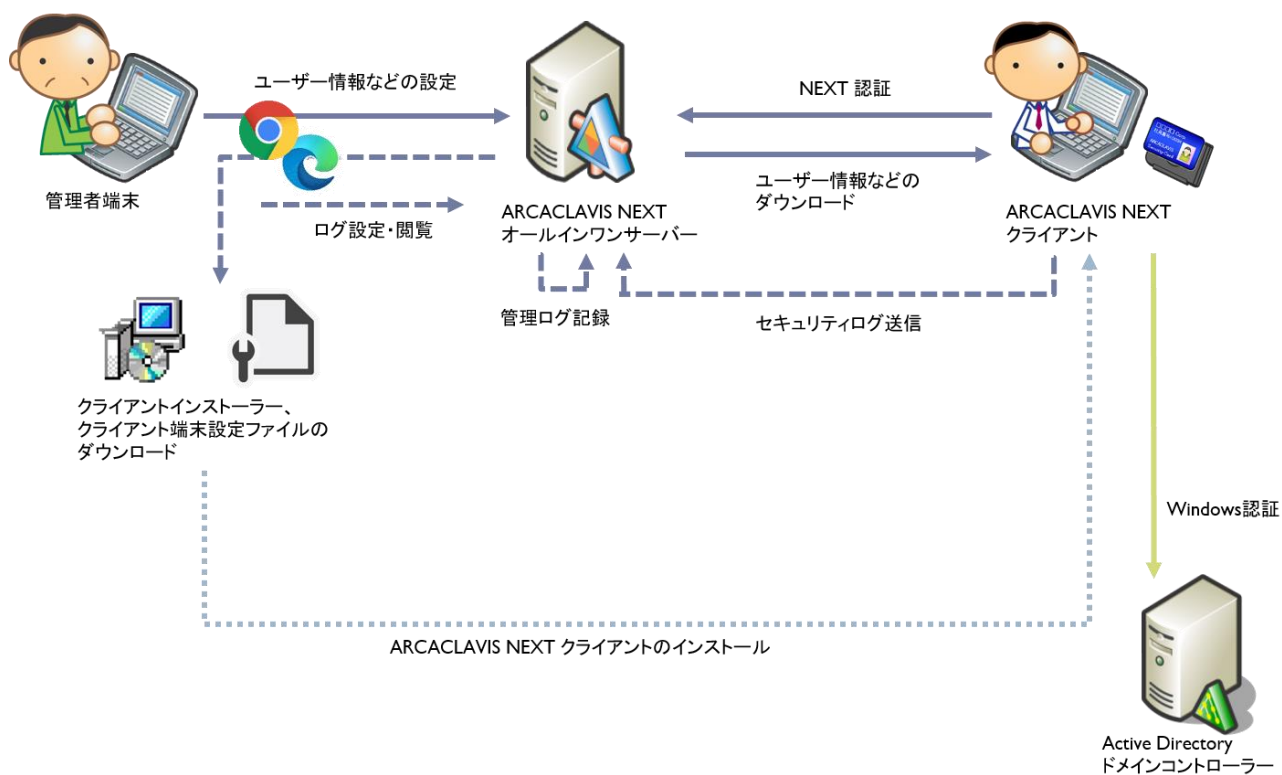 ユーザー情報などの設定
NEXT 認証
管理者端末
ログ設定・閲覧
ARCACLAVIS NEXT
オールインワンサーバー
ユーザー情報などの
ダウンロード
ARCACLAVIS NEXT
クライアント
管理ログ記録
セキュリティログ送信
クライアントインストーラー、
クライアント端末設定ファイルの
ダウンロード
Windows認証
ARCACLAVIS NEXT クライアントのインストール
Active Directory
ドメインコントローラー